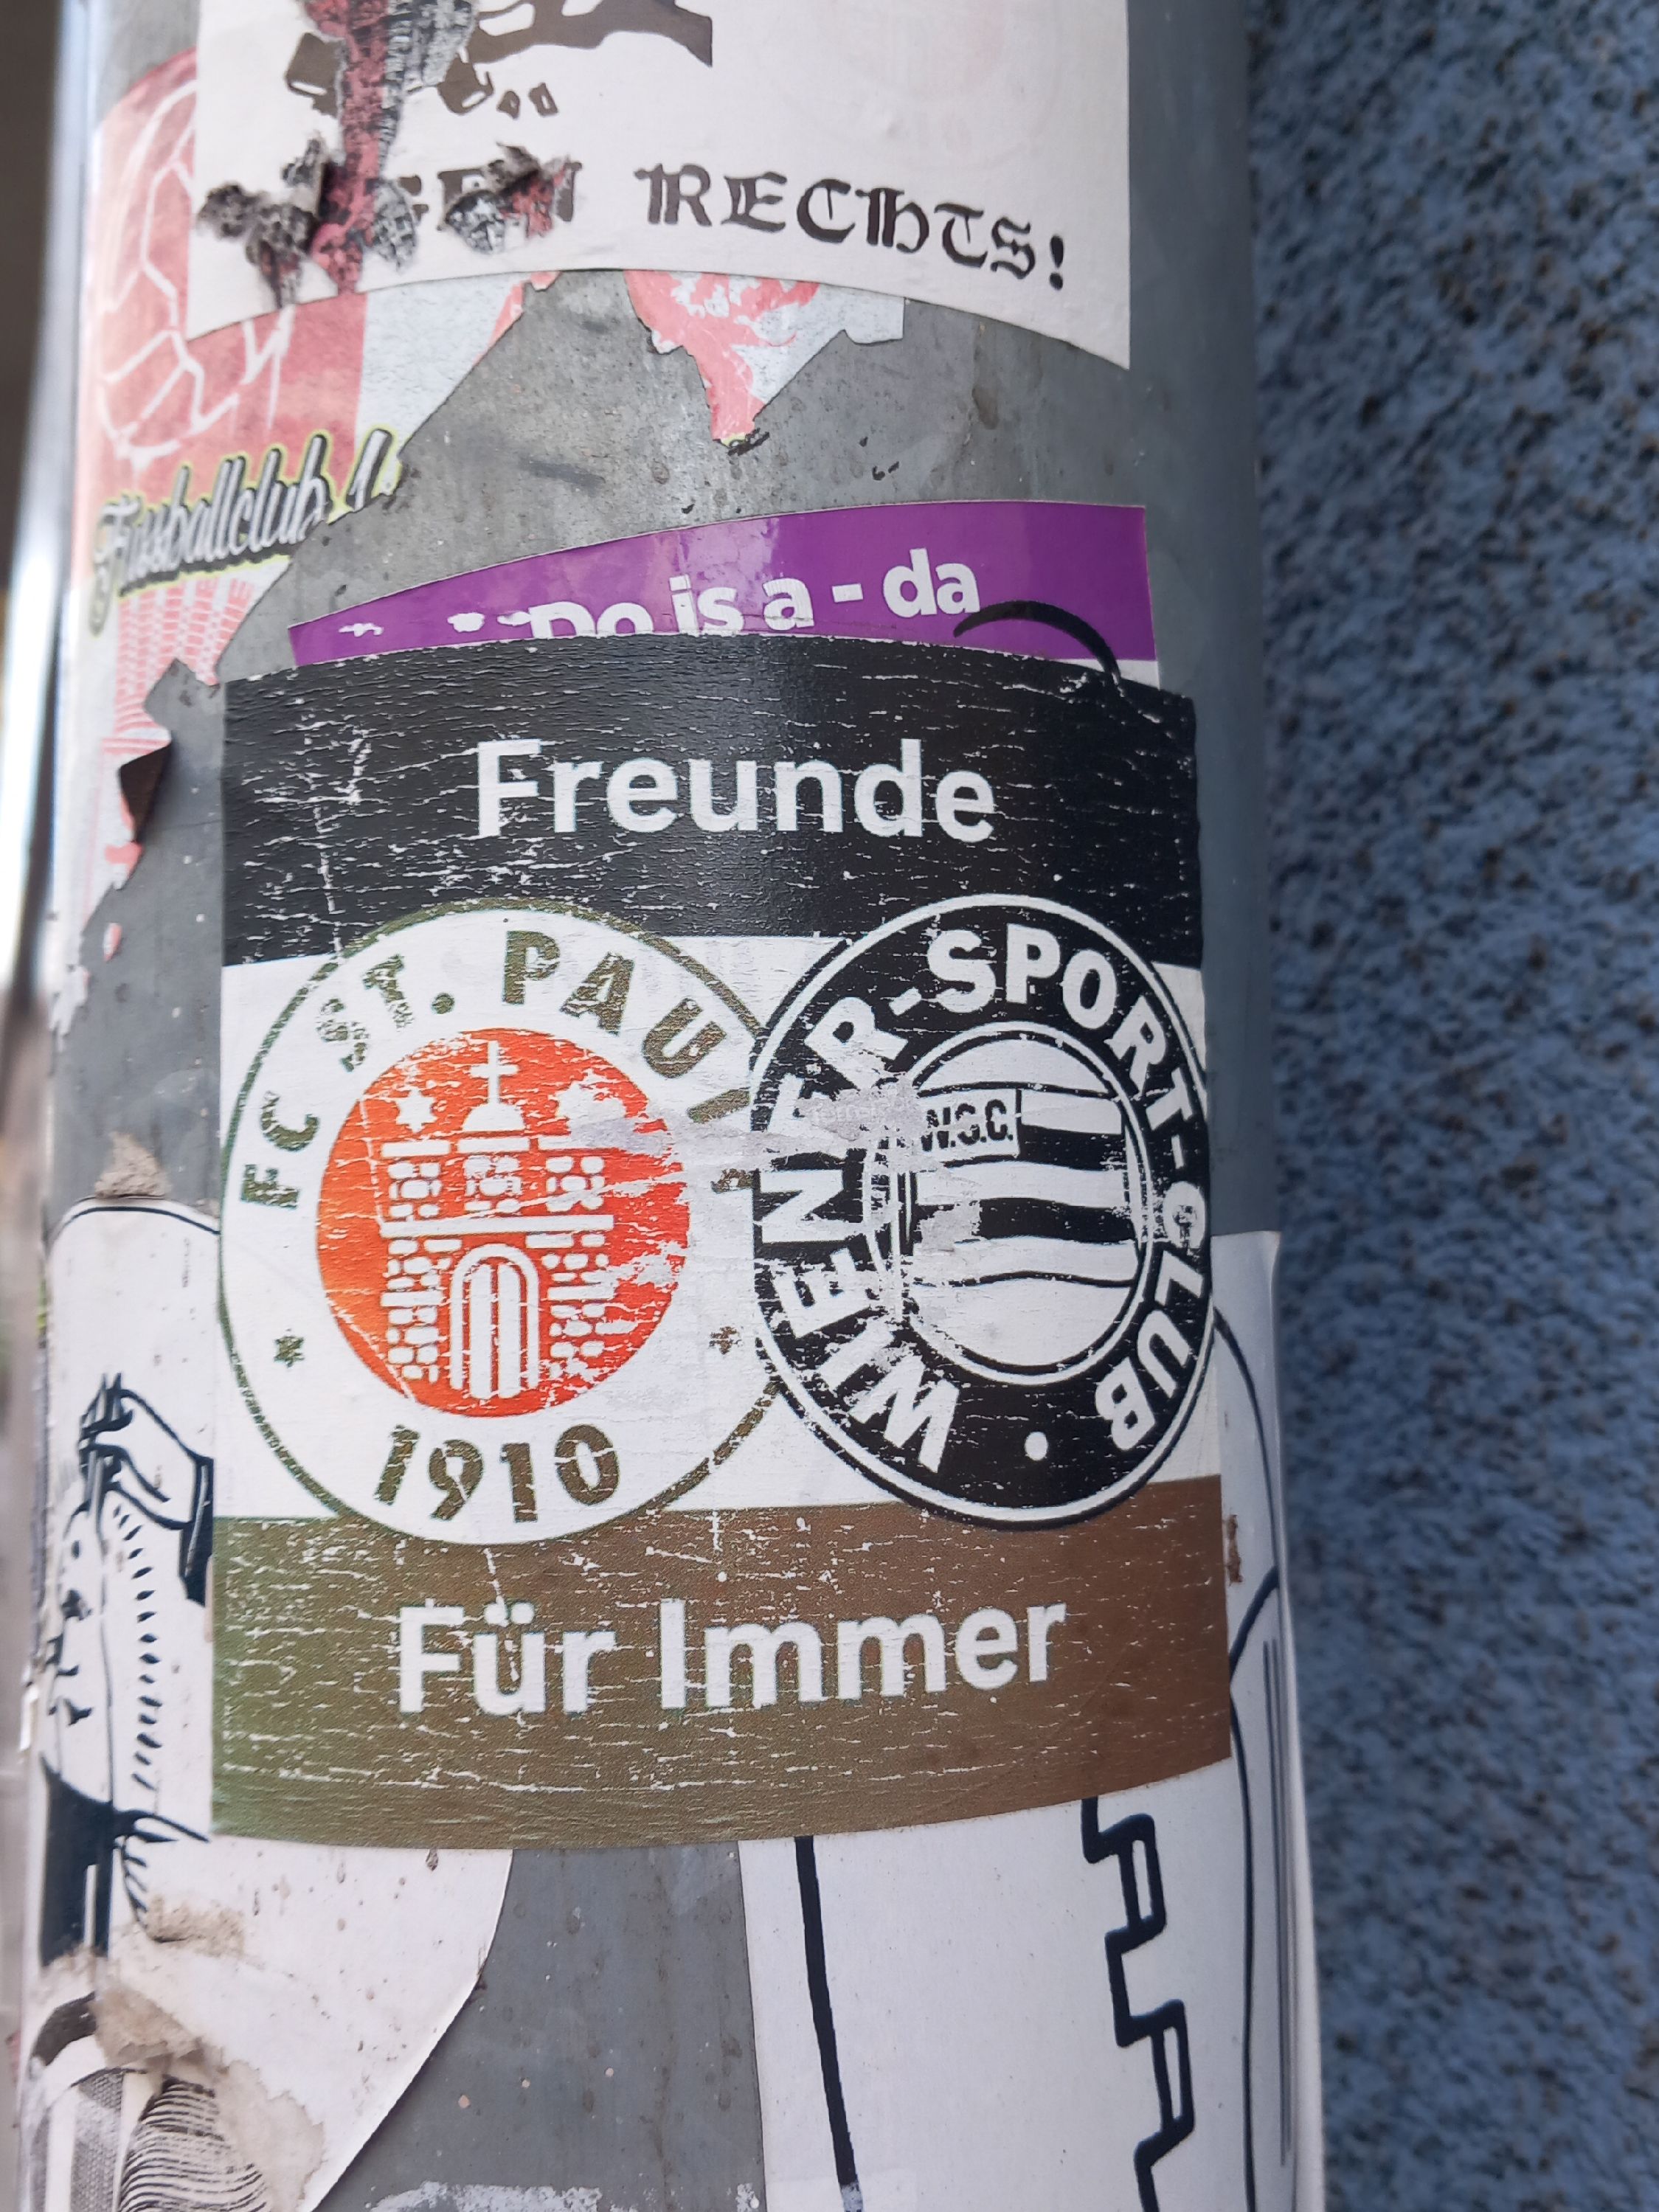 RECHTS!
Fussballclub
Do is a - da
Freunde
FC ST. PAULI
1910
WIENER-SPORT-CLUB
W.S.C.
Für Immer